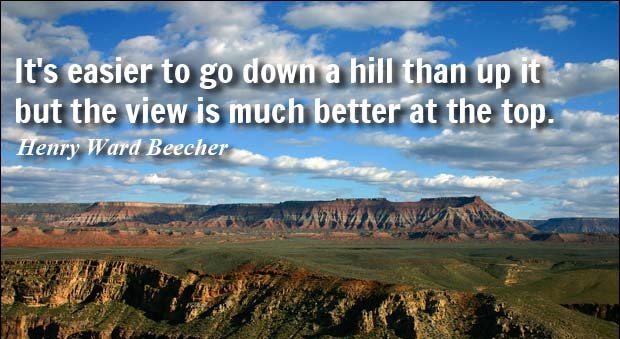 It's easier to go down a hill than up it
but the view is much better at the top.
Henry Ward Beecher